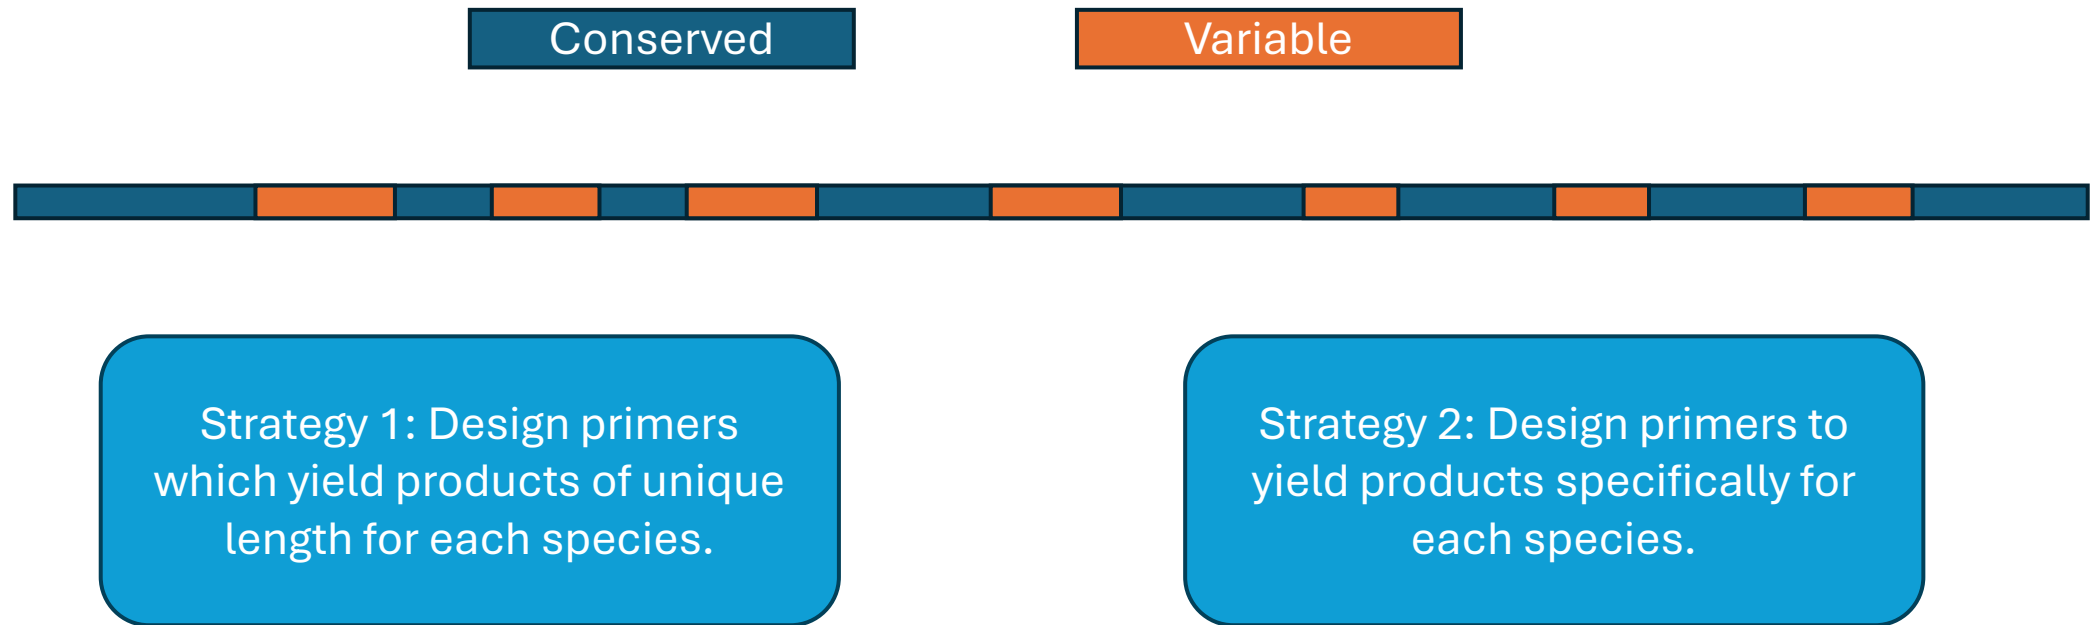 Conserved
Variable
Strategy 1: Design primers
which yield products of unique
length for each species.
Strategy 2: Design primers to
yield products specifically for
each species.